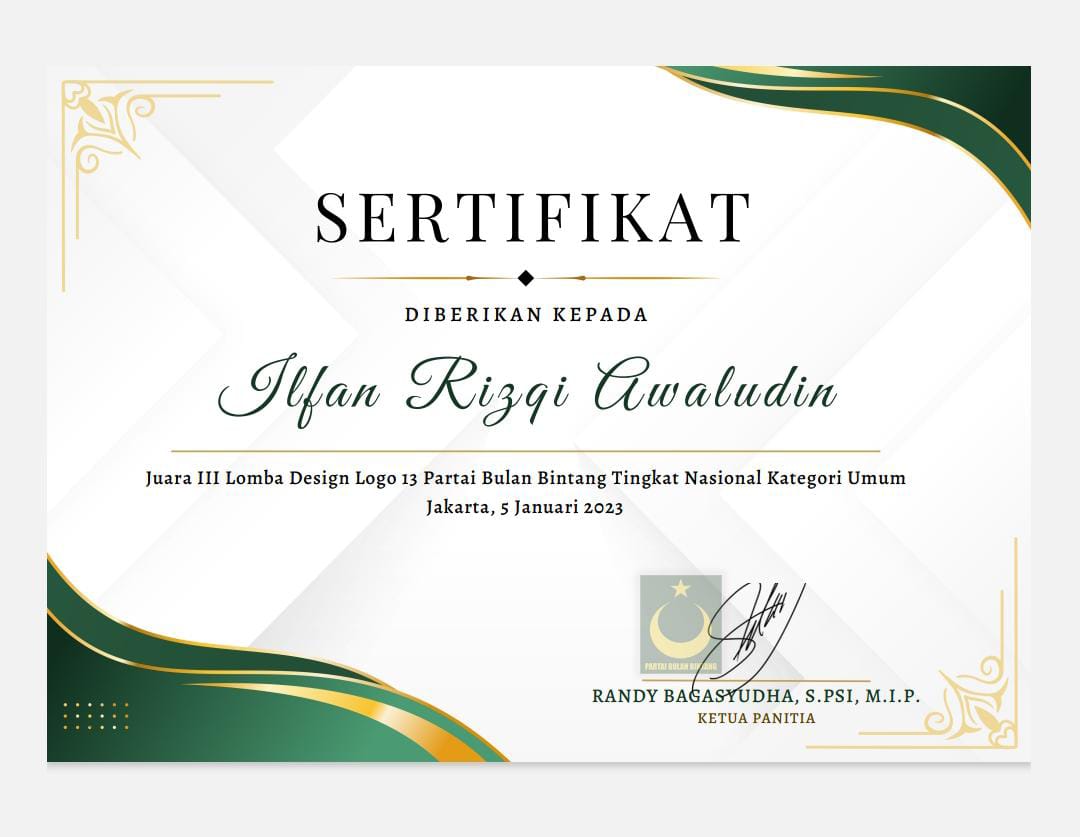 SERTIFIKAT
DIBERIKAN KEPADA
Ilfan Rizqi Awaludin
Juara III Lomba Design Logo 13 Partai Bulan Bintang Tingkat Nasional Kategori Umum
Jakarta, 5 Januari 2023
PARTAI BULAN BINTANG
RANDY BAGASYUDHA, S.PSI, M.I.P.
KETUA PANITIA